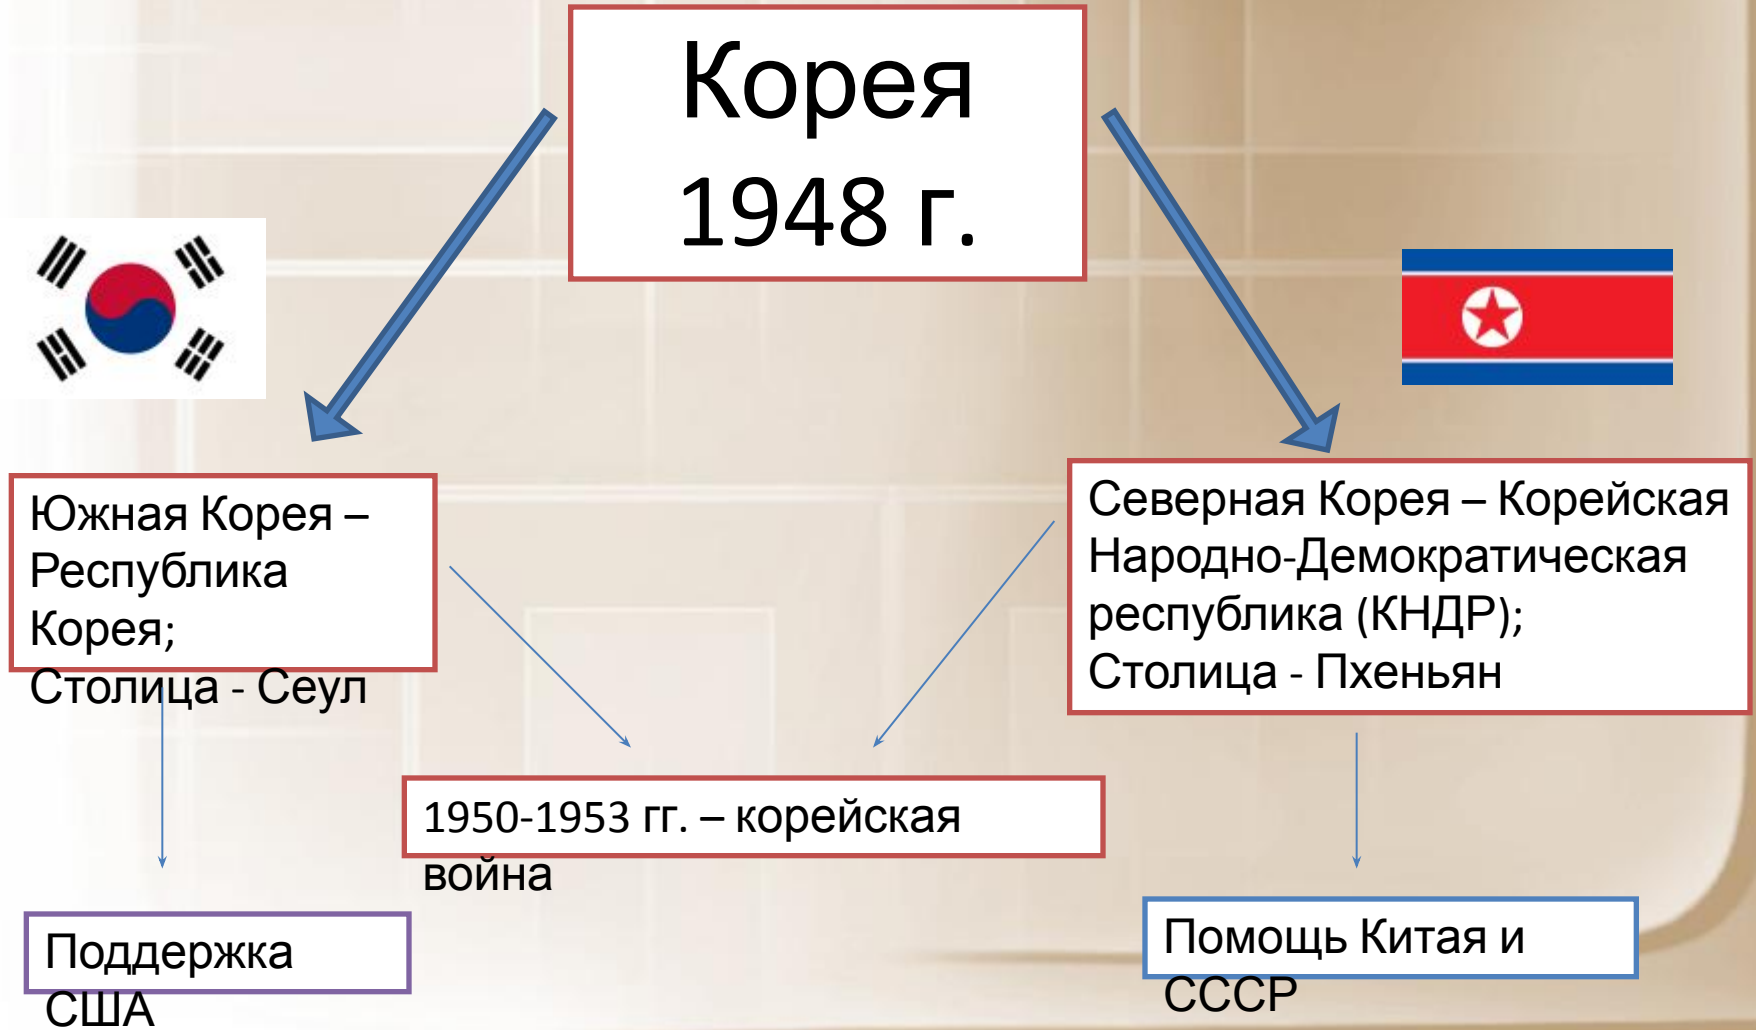 Корея
1948 г.
Южная Корея –
Республика
Корея;
Столица - Сеул
Северная Корея – Корейская
Народно-Демократическая
республика (КНДР);
Столица - Пхеньян
1950-1953 гг. – корейская
война
Поддержка
США
Помощь Китая и
СССР